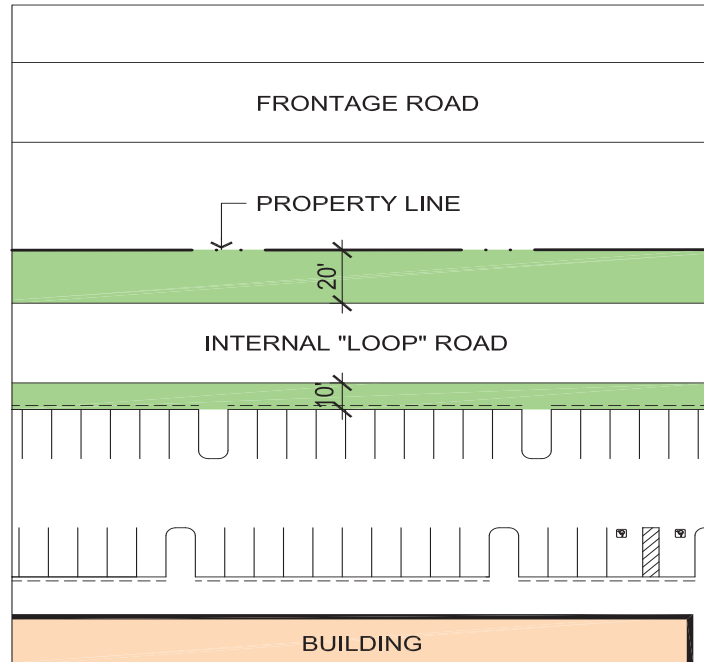 FRONTAGE ROAD
PROPERTY LINE
20'
INTERNAL "LOOP" ROAD
10'
BUILDING